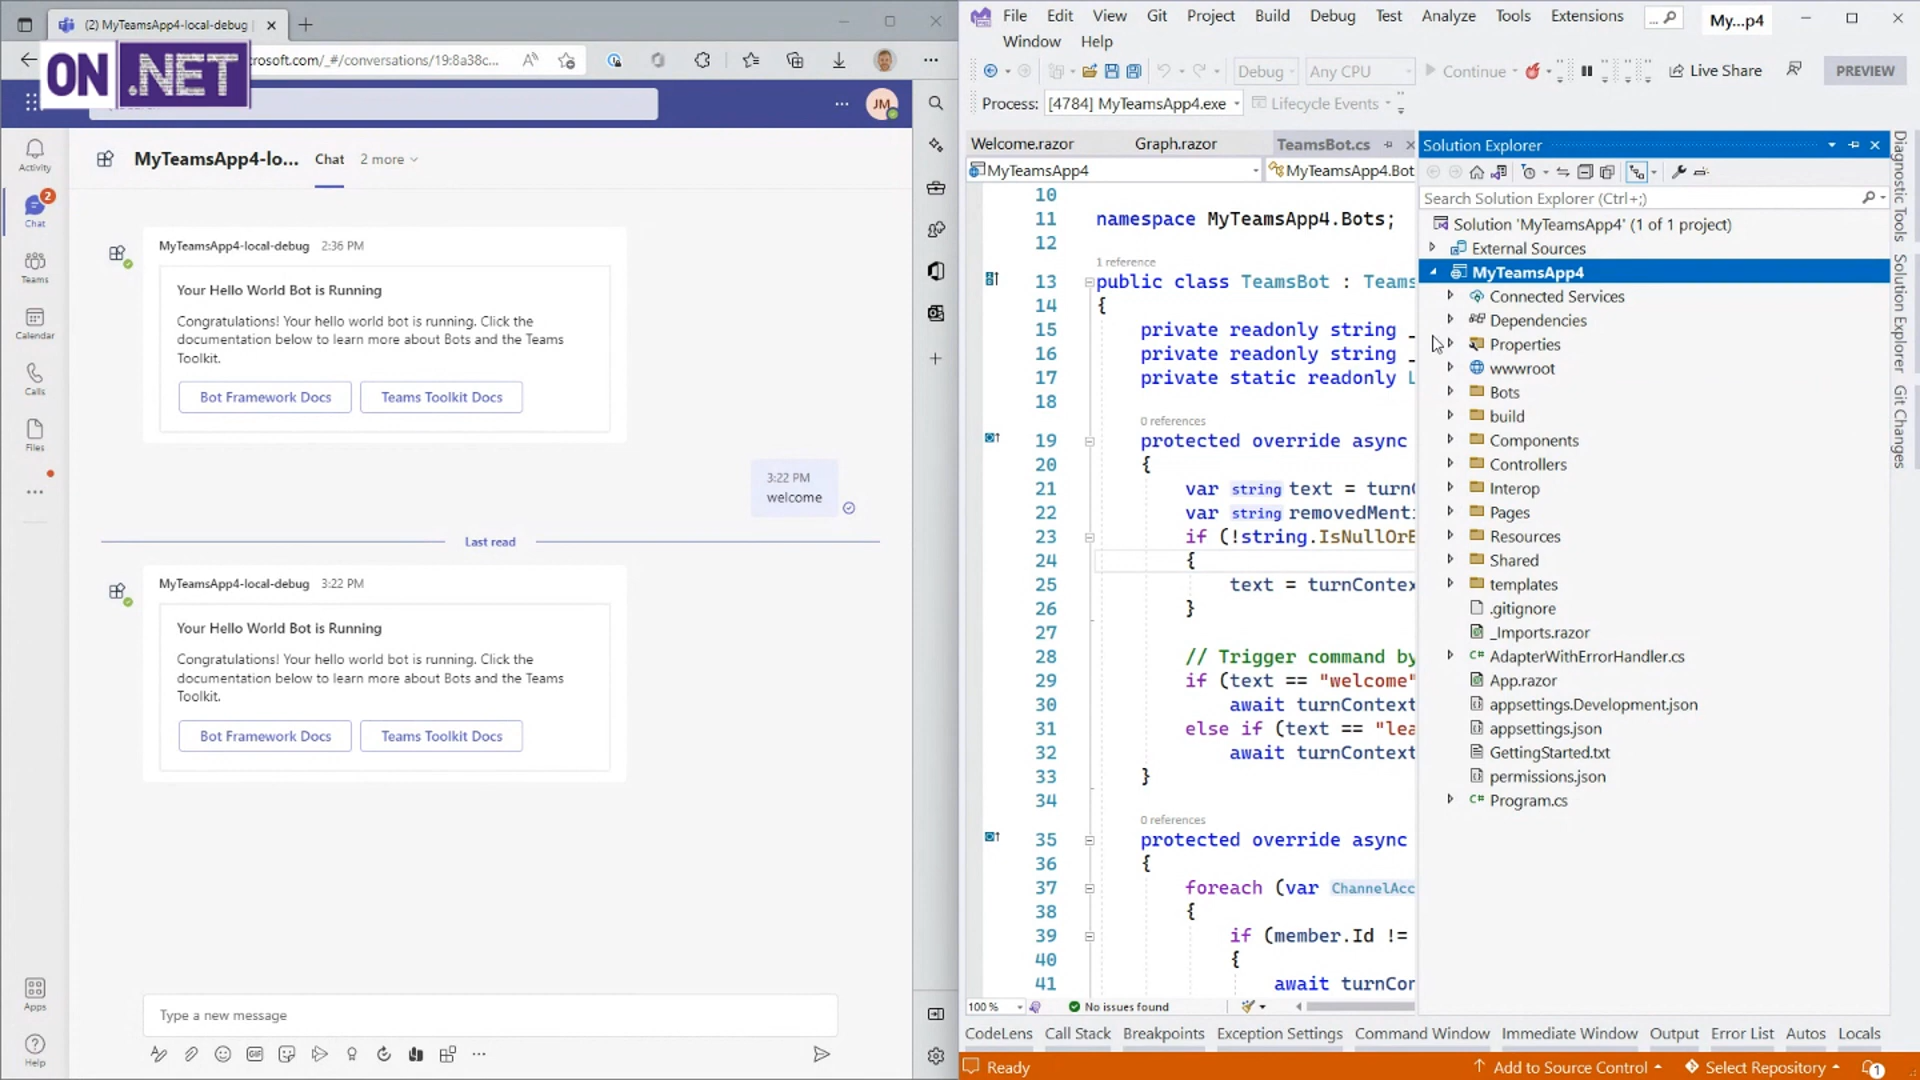 (2) MyTeamsApp4-local-debug |
ON .NET
rosoft.com/_#/conversations/19:8a38c...
JM
Activity
2
Chat
Teams
Calendar
Calls
Files
Apps
Help
MyTeamsApp4-lo...
Chat
2 more
MyTeamsApp4-local-debug 2:36 PM
Your Hello World Bot is Running
Congratulations! Your hello world bot is running. Click the
documentation below to learn more about Bots and the Teams
Toolkit.
Bot Framework Docs
Teams Toolkit Docs
3:22 PM
welcome
Last read
MyTeamsApp4-local-debug 3:22 PM
Your Hello World Bot is Running
Congratulations! Your hello world bot is running. Click the
documentation below to learn more about Bots and the Teams
Toolkit.
Bot Framework Docs
Teams Toolkit Docs
Type a new message
GIF
File Edit View Git Project Build Debug Test Analyze Tools Extensions
... My...p4
Window Help
Debug Any CPU Continue Live Share PREVIEW
Process: [4784] MyTeamsApp4.exe Lifecycle Events
Welcome.razor Graph.razor TeamsBot.cs
MyTeamsApp4 MyTeamsApp4.Bot
10
11 namespace MyTeamsApp4.Bots;
12
1 reference
13 public class TeamsBot : Teams
14 {
15 private readonly string _
16 private readonly string _
17 private static readonly L
18
0 references
19 protected override async
20 {
21 var string text = turnC
22 var string removedMenti
23 if (!string.IsNullOrE
24 {
25 text = turnContex
26 }
27
28 // Trigger command by
29 if (text == "welcome"
30 await turnContext
31 else if (text == "lea
32 await turnContext
33 }
34
0 references
35 protected override async
36 {
37 foreach (var ChannelAcc
38 {
39 if (member.Id !=
40 {
41 await turnCor
100 %
No issues found
Solution Explorer
Search Solution Explorer (Ctrl+;)
Solution 'MyTeamsApp4' (1 of 1 project)
External Sources
MyTeamsApp4
Connected Services
Dependencies
Properties
wwwroot
Bots
build
Components
Controllers
Interop
Pages
Resources
Shared
templates
.gitignore
_Imports.razor
C# AdapterWithErrorHandler.cs
App.razor
appsettings.Development.json
appsettings.json
GettingStarted.txt
permissions.json
C# Program.cs
Diagnostic Tools
Solution Explorer
Git Changes
CodeLens Call Stack Breakpoints Exception Settings Command Window Immediate Window Output Error List Autos Locals
Ready
Add to Source Control
Select Repository
1